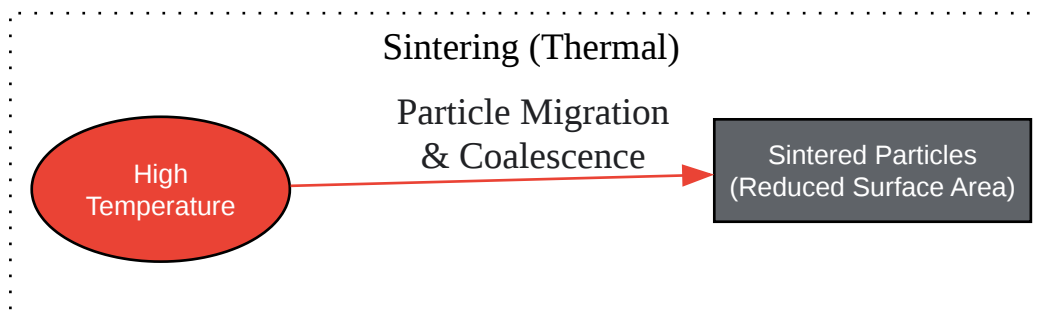 Sintering (Thermal)
Particle Migration
& Coalescence
High
Temperature
Sintered Particles
(Reduced Surface Area)